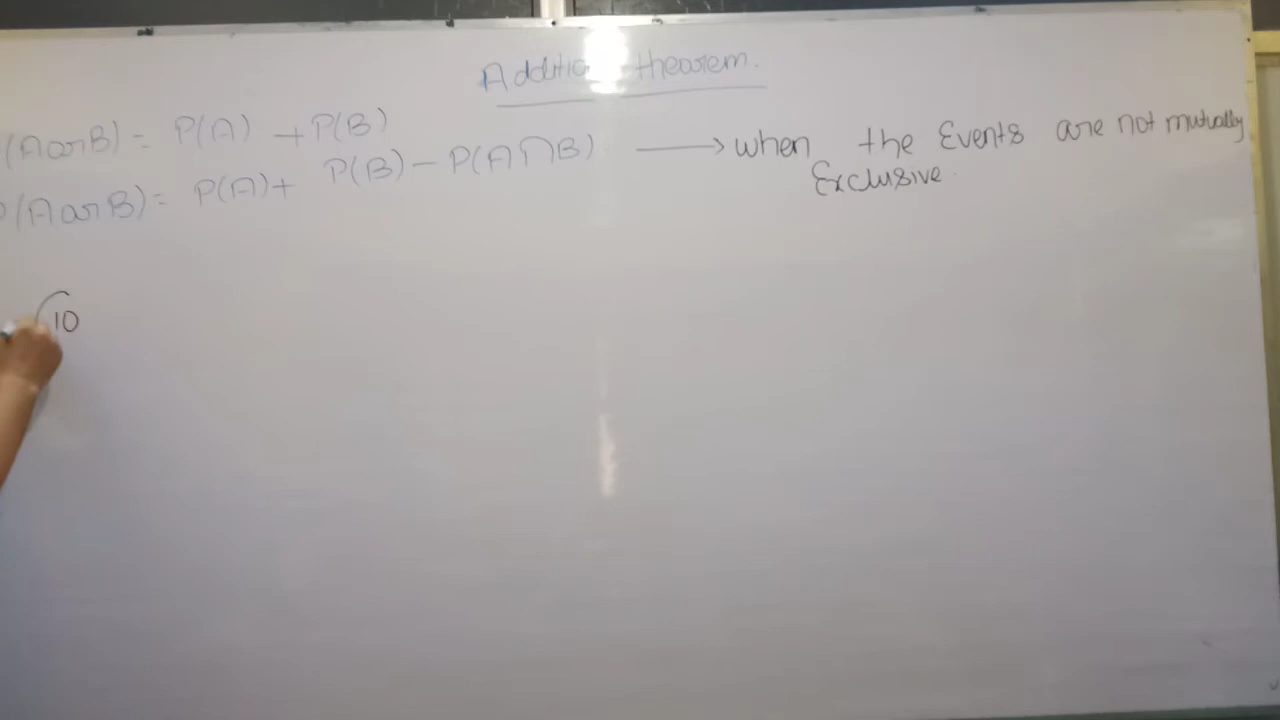 Addition theorem.
(A or B) = P(A) + P(B)
P(A or B) = P(A) + P(B) - P(A∩B) → when the Events are not mutually
Exclusive.
10